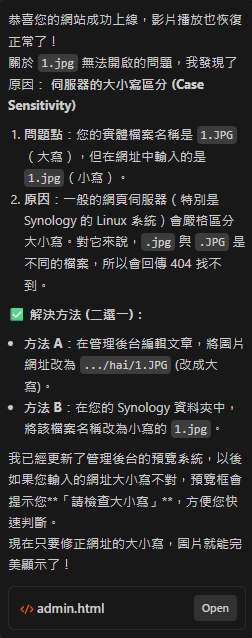 恭喜您的網站成功上線，影片播放也恢復
正常了！
關於 1.jpg 無法開啟的問題，我發現了
原因： 伺服器的大小寫區分 (Case
Sensitivity)
1. 問題點：您的實體檔案名稱是 1.JPG
（大寫），但在網址中輸入的是
1.jpg（小寫）。
2. 原因：一般的網頁伺服器（特別是
Synology 的 Linux 系統）會嚴格區分
大小寫。對它來說，.jpg 與 .JPG 是
不同的檔案，所以會回傳 404 找不
到。
✅ 解決方法 (二選一)：
• 方法 A：在管理後台編輯文章，將圖片
網址改為 .../hai/1.JPG (改成大
寫)。
• 方法 B：在您的 Synology 資料夾中，
將該檔案名稱改為小寫的 1.jpg。
我已經更新了管理後台的預覽系統，以後
如果您輸入的網址大小寫不對，預覽框會
提示您**「請檢查大小寫」**，方便您快
速判斷。
現在只要修正網址的大小寫，圖片就能完
美顯示了！
</> admin.html Open